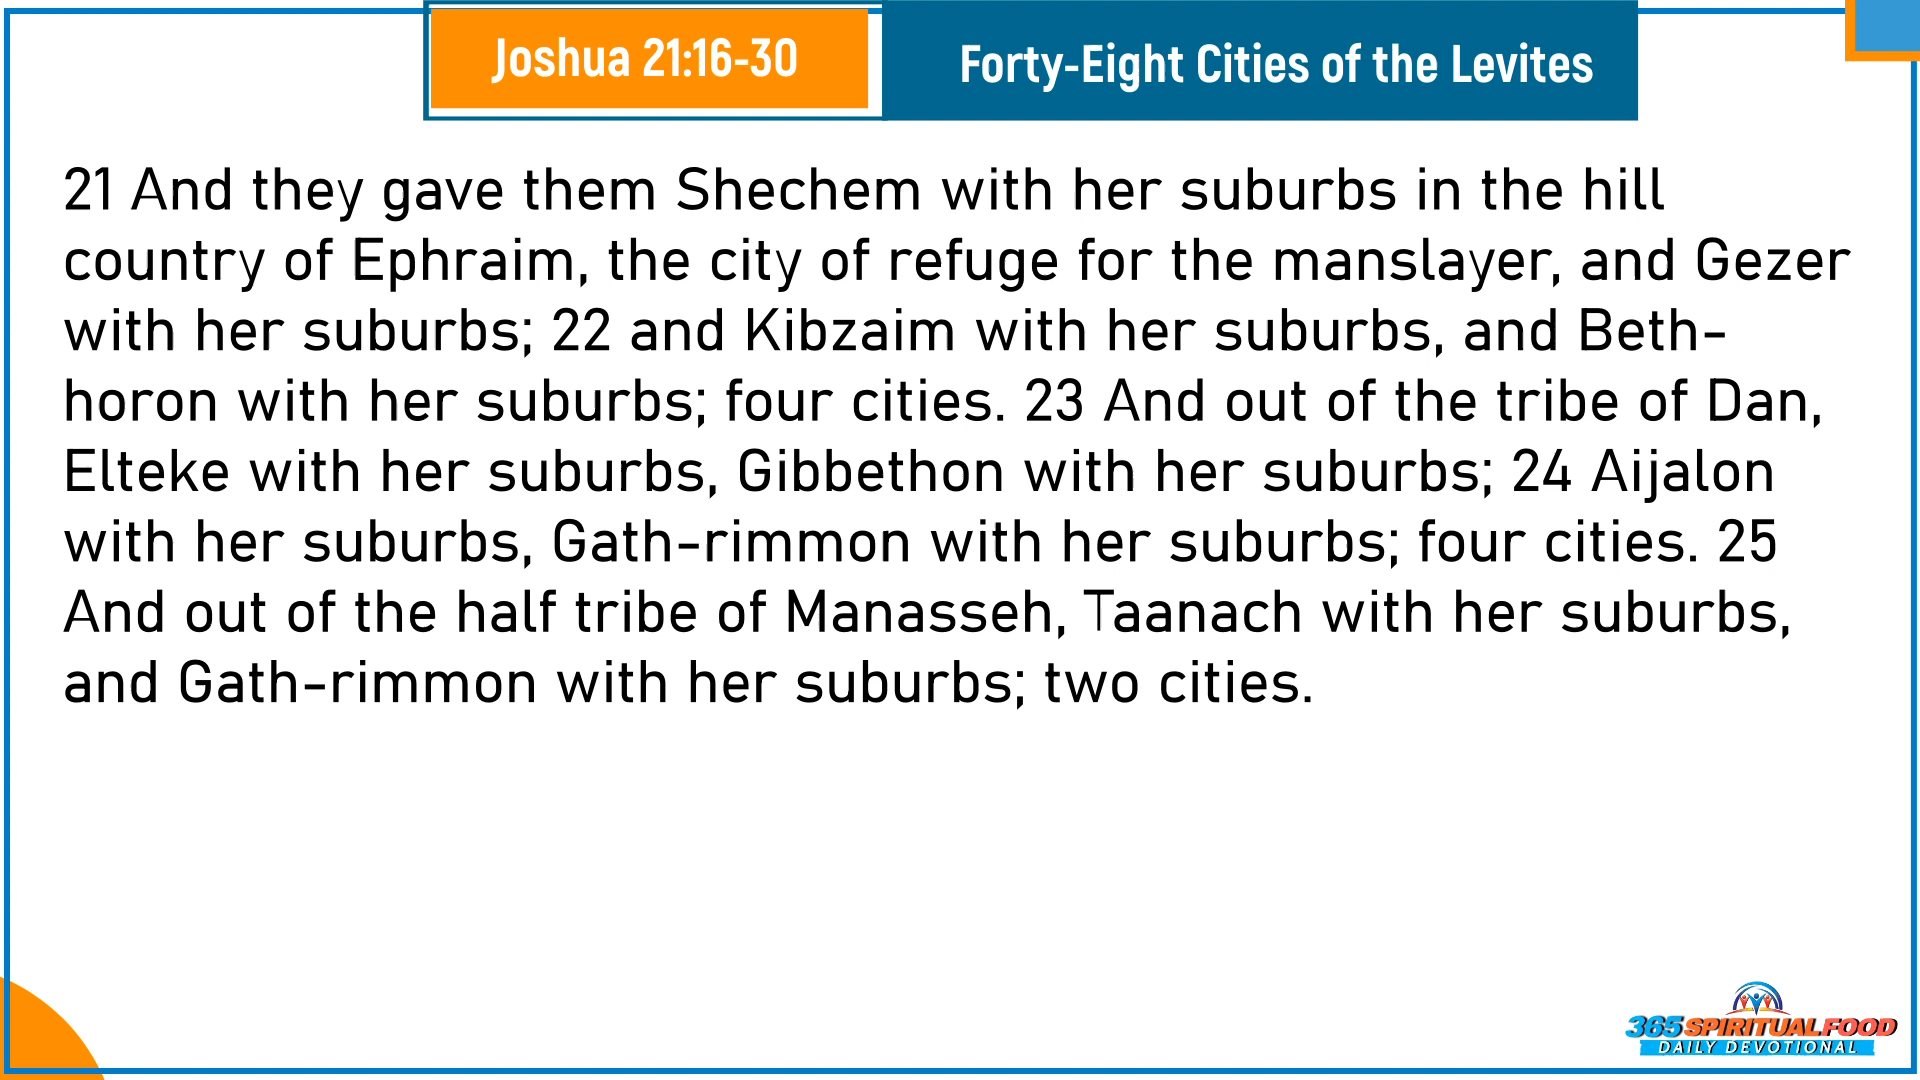 Joshua 21:16-30
Forty-Eight Cities of the Levites
21 And they gave them Shechem with her suburbs in the hill
country of Ephraim, the city of refuge for the manslayer, and Gezer
with her suburbs; 22 and Kibzaim with her suburbs, and Beth-
horon with her suburbs; four cities. 23 And out of the tribe of Dan,
Elteke with her suburbs, Gibbethon with her suburbs; 24 Aijalon
with her suburbs, Gath-rimmon with her suburbs; four cities. 25
And out of the half tribe of Manasseh, Taanach with her suburbs,
and Gath-rimmon with her suburbs; two cities.
365 SPIRITUAL FOOD
DAILY DEVOTIONAL